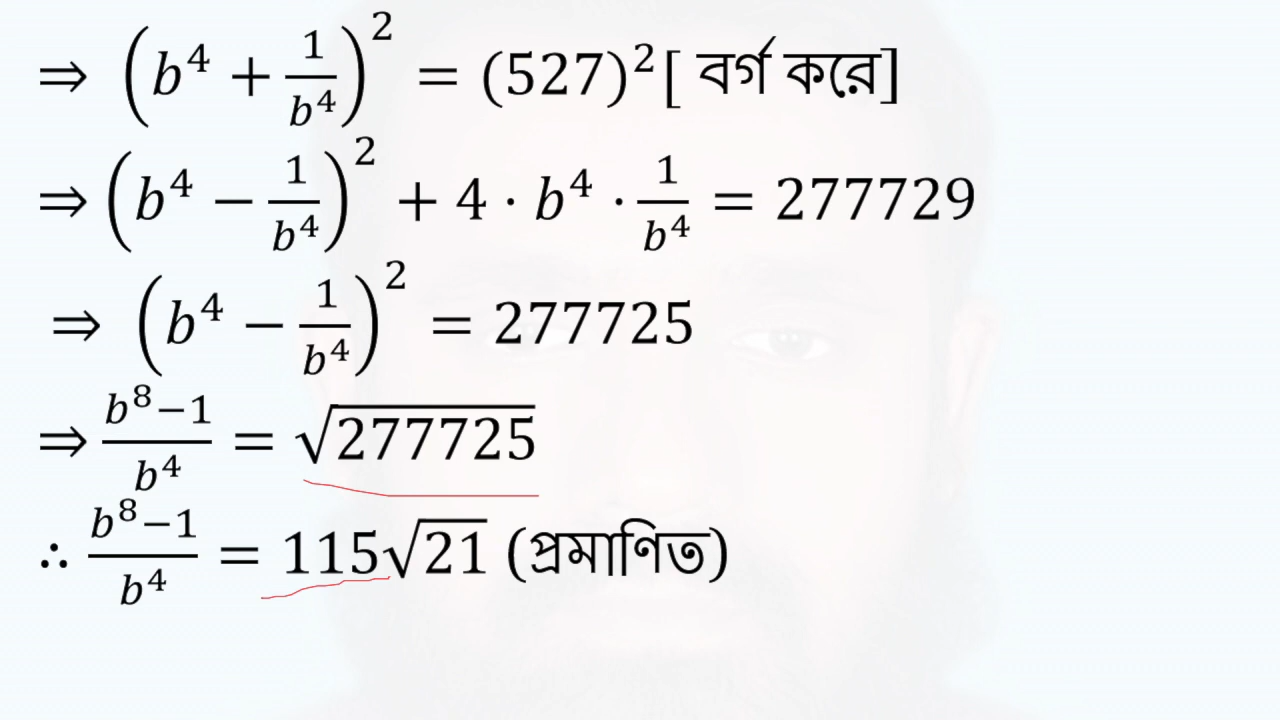 ⇒ (b⁴ + 1/b⁴)² = (527)² [ বর্গ করে]
⇒ (b⁴ − 1/b⁴)² + 4 · b⁴ · 1/b⁴ = 277729
⇒ (b⁴ − 1/b⁴)² = 277725
⇒ (b⁸−1)/b⁴ = √277725
∴ (b⁸−1)/b⁴ = 115√21 (প্রমাণিত)